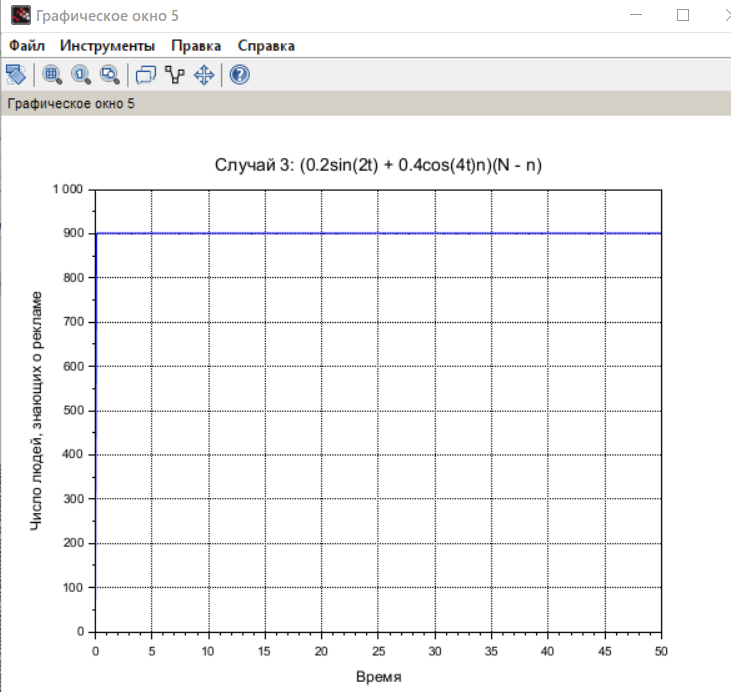 Графическое окно 5
Файл Инструменты Правка Справка
Графическое окно 5
Случай 3: (0.2sin(2t) + 0.4cos(4t)n)(N - n)
Число людей, знающих о рекламе
1 000
900
800
700
600
500
400
300
200
100
0
0 5 10 15 20 25 30 35 40 45 50
Время